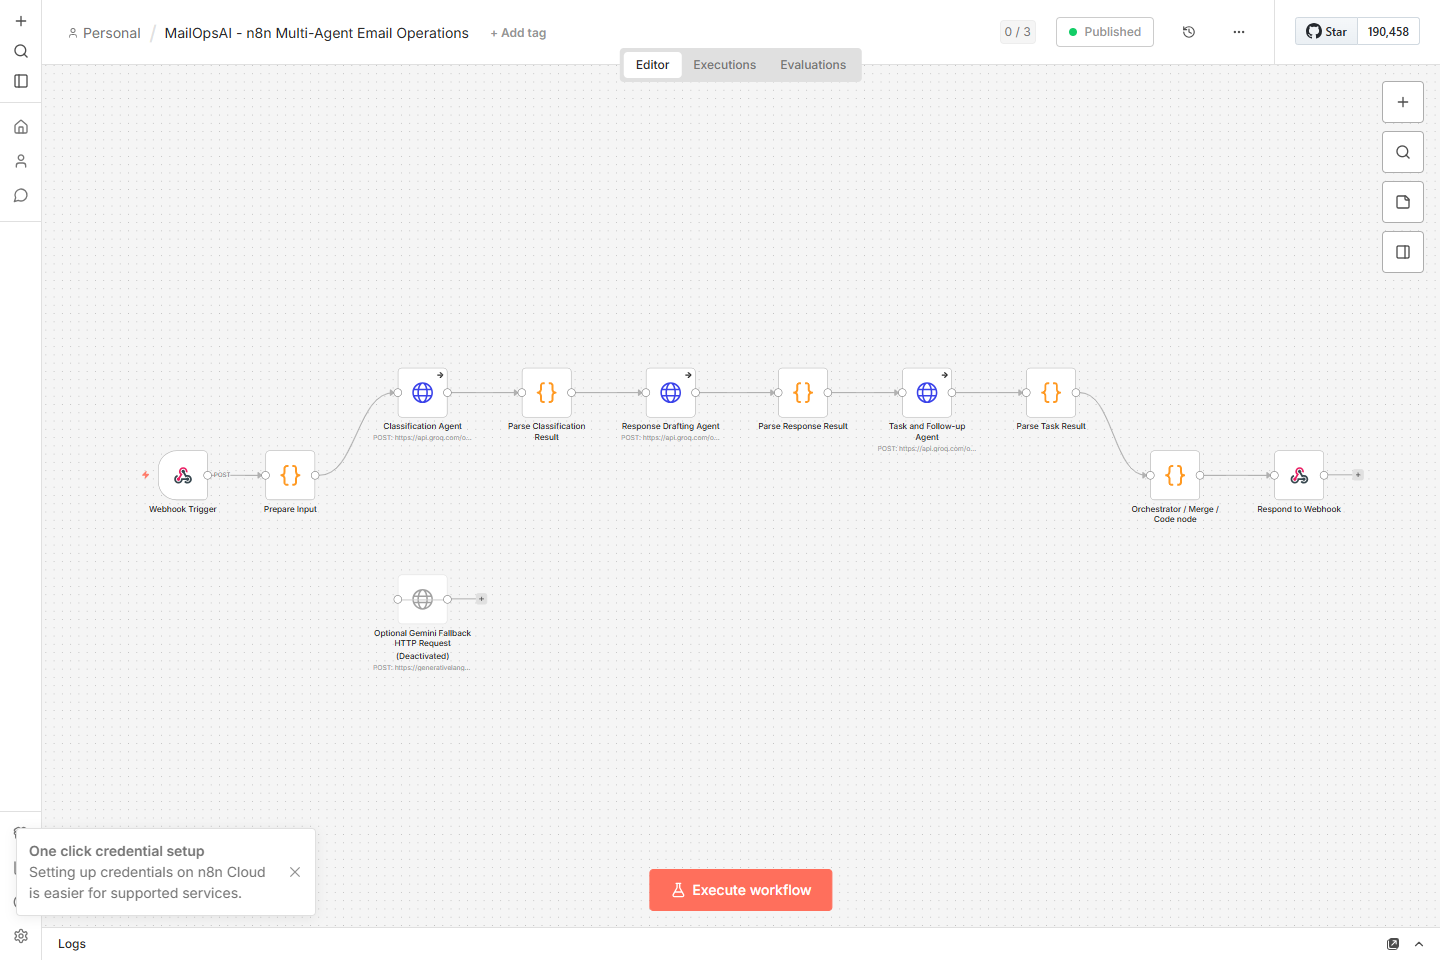 Personal / MailOpsAI - n8n Multi-Agent Email Operations + Add tag 0 / 3 Published ... Star 190,458
Editor Executions Evaluations
Classification Agent
POST: https://api.groq.com/o...
Parse Classification
Result
Response Drafting Agent
POST: https://api.groq.com/o...
Parse Response Result
Task and Follow-up
Agent
POST: https://api.groq.com/o...
Parse Task Result
POST
Webhook Trigger
Prepare Input
Orchestrator / Merge /
Code node
Respond to Webhook
Optional Gemini Fallback
HTTP Request
(Deactivated)
POST: https://generativelang...
One click credential setup
Setting up credentials on n8n Cloud
is easier for supported services.
Execute workflow
Logs